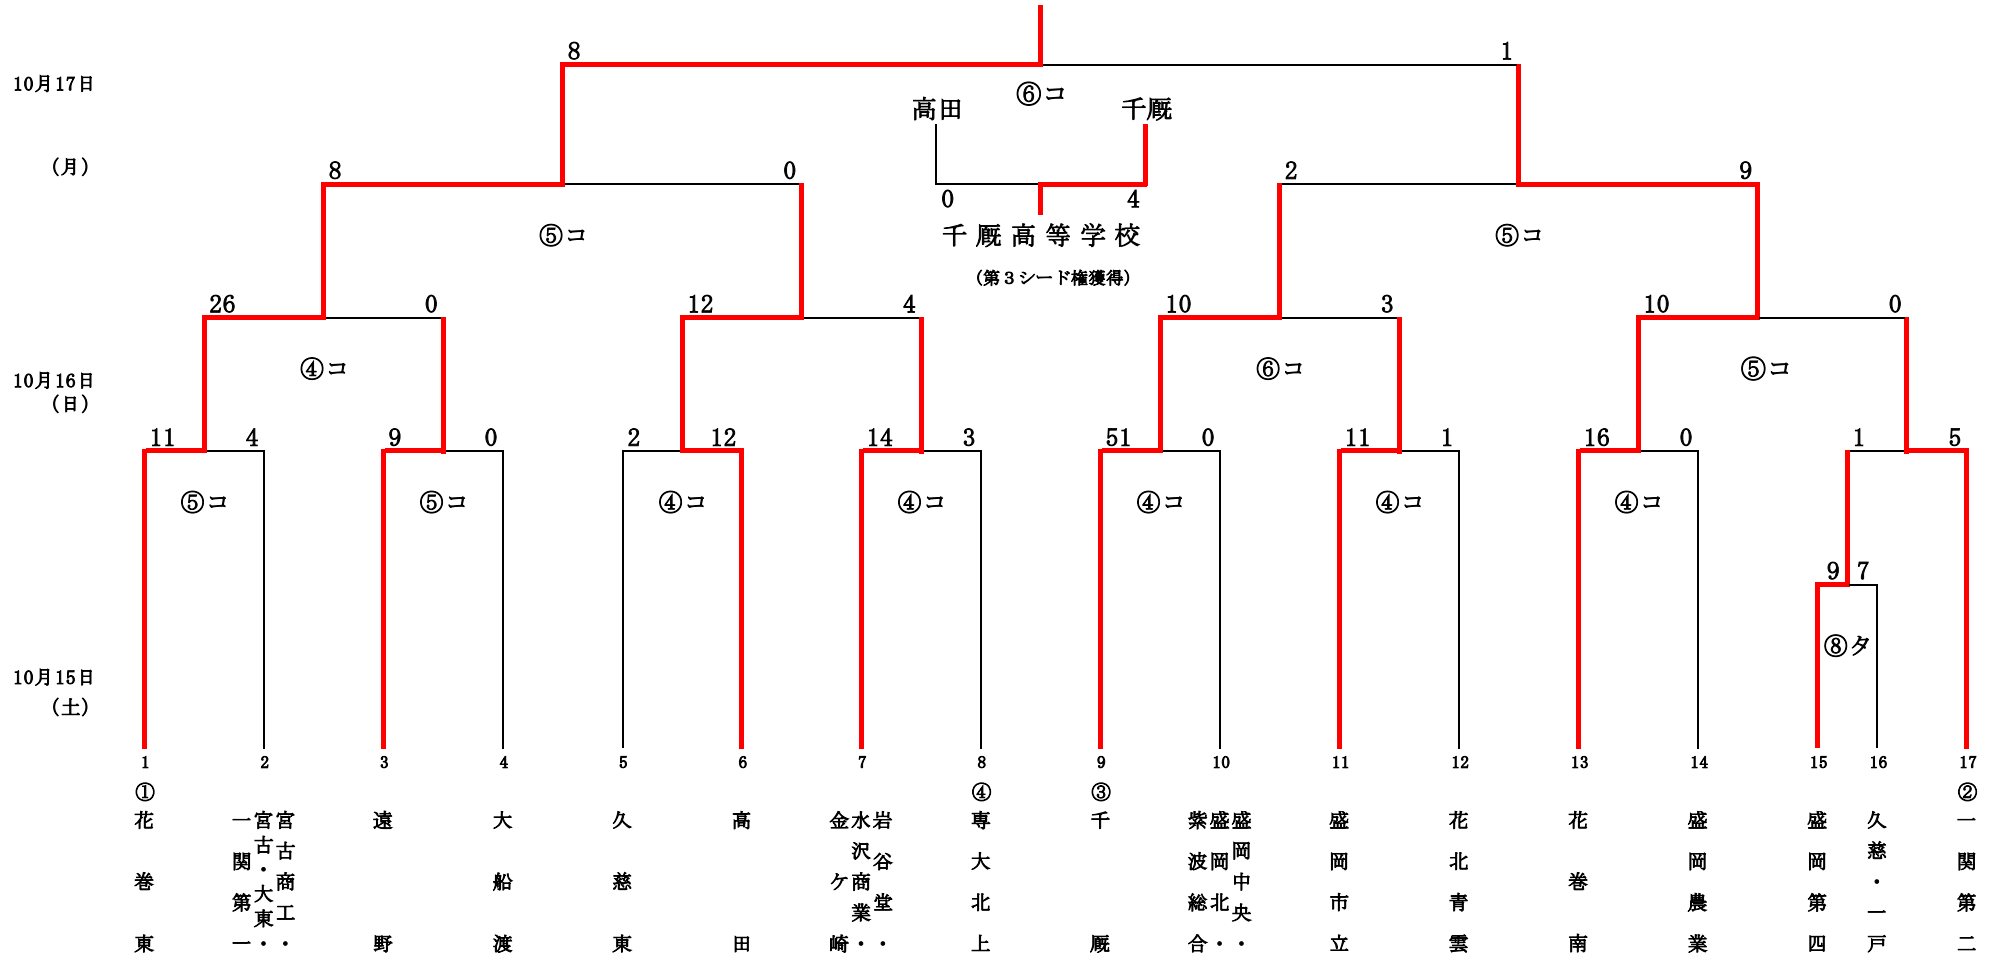 8 1
10月17日
⑥コ
高田 千厩
(月)
8 0 2 9
0 4
⑤コ 千厩高等学校 ⑤コ
(第3シード権獲得)
26 0 12 4 10 3 10 0
④コ ⑥コ ⑤コ
10月16日
(日)
11 4 9 0 2 12 14 3 51 0 11 1 16 0 1 5
⑤コ ⑤コ ④コ ④コ ④コ ④コ ④コ
9 7
⑧タ
10月15日
(土)
1 2 3 4 5 6 7 8 9 10 11 12 13 14 15 16 17
① ④ ③ ②
花巻東
宮古商工・
宮古・大東・
一関第一
遠野
大船渡
久慈東
高田
岩谷堂・
水沢商業・
金ケ崎
専大北上
千厩
盛岡中央・
盛岡北・
紫波総合
盛岡市立
花北青雲
花巻南
盛岡農業
盛岡第四
久慈・一戸
一関第二